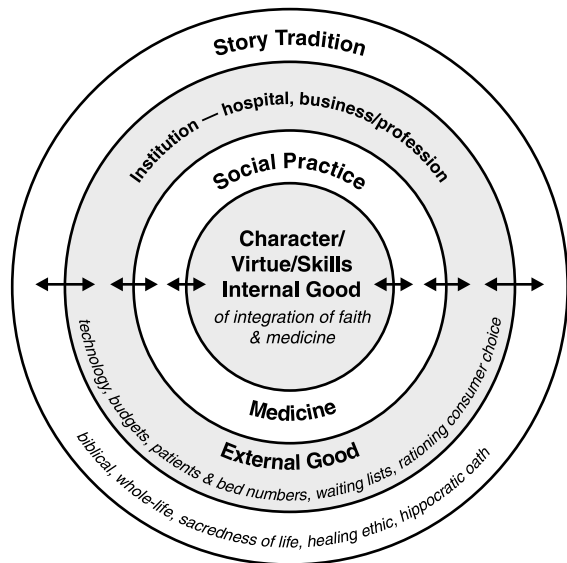 Story Tradition
Institution — hospital, business/profession
Social Practice
Character/
Virtue/Skills
Internal Good
of integration of faith
& medicine
Medicine
External Good
technology, budgets, patients & bed numbers, waiting lists, rationing consumer choice
biblical, whole-life, sacredness of life, healing ethic, hippocratic oath